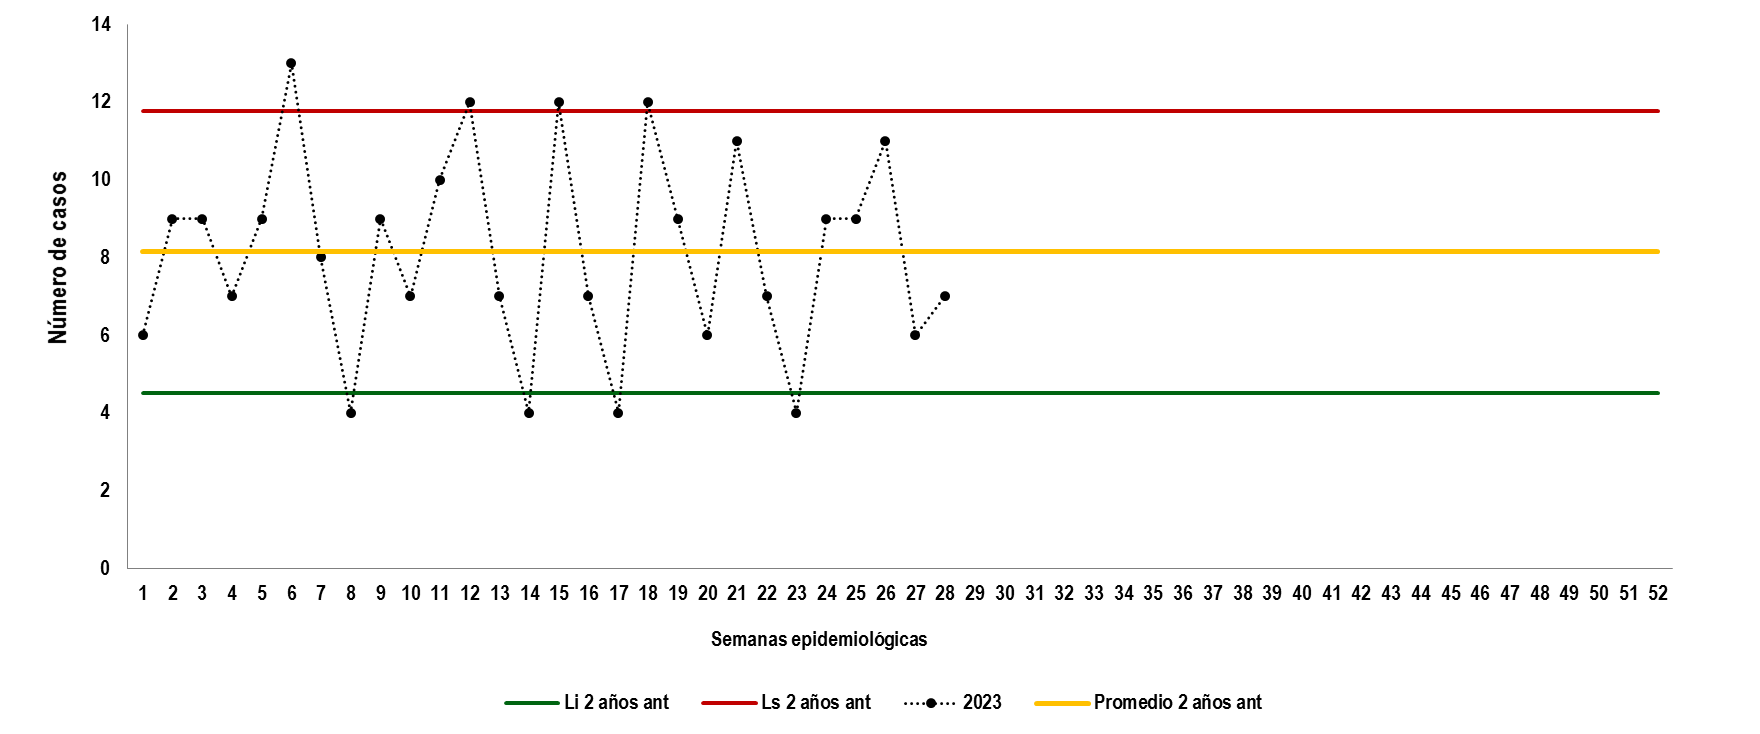 14
12
10
8
6
4
2
0
Número de casos
1 2 3 4 5 6 7 8 9 10 11 12 13 14 15 16 17 18 19 20 21 22 23 24 25 26 27 28 29 30 31 32 33 34 35 36 37 38 39 40 41 42 43 44 45 46 47 48 49 50 51 52
Semanas epidemiológicas
Li 2 años ant Ls 2 años ant 2023 Promedio 2 años ant